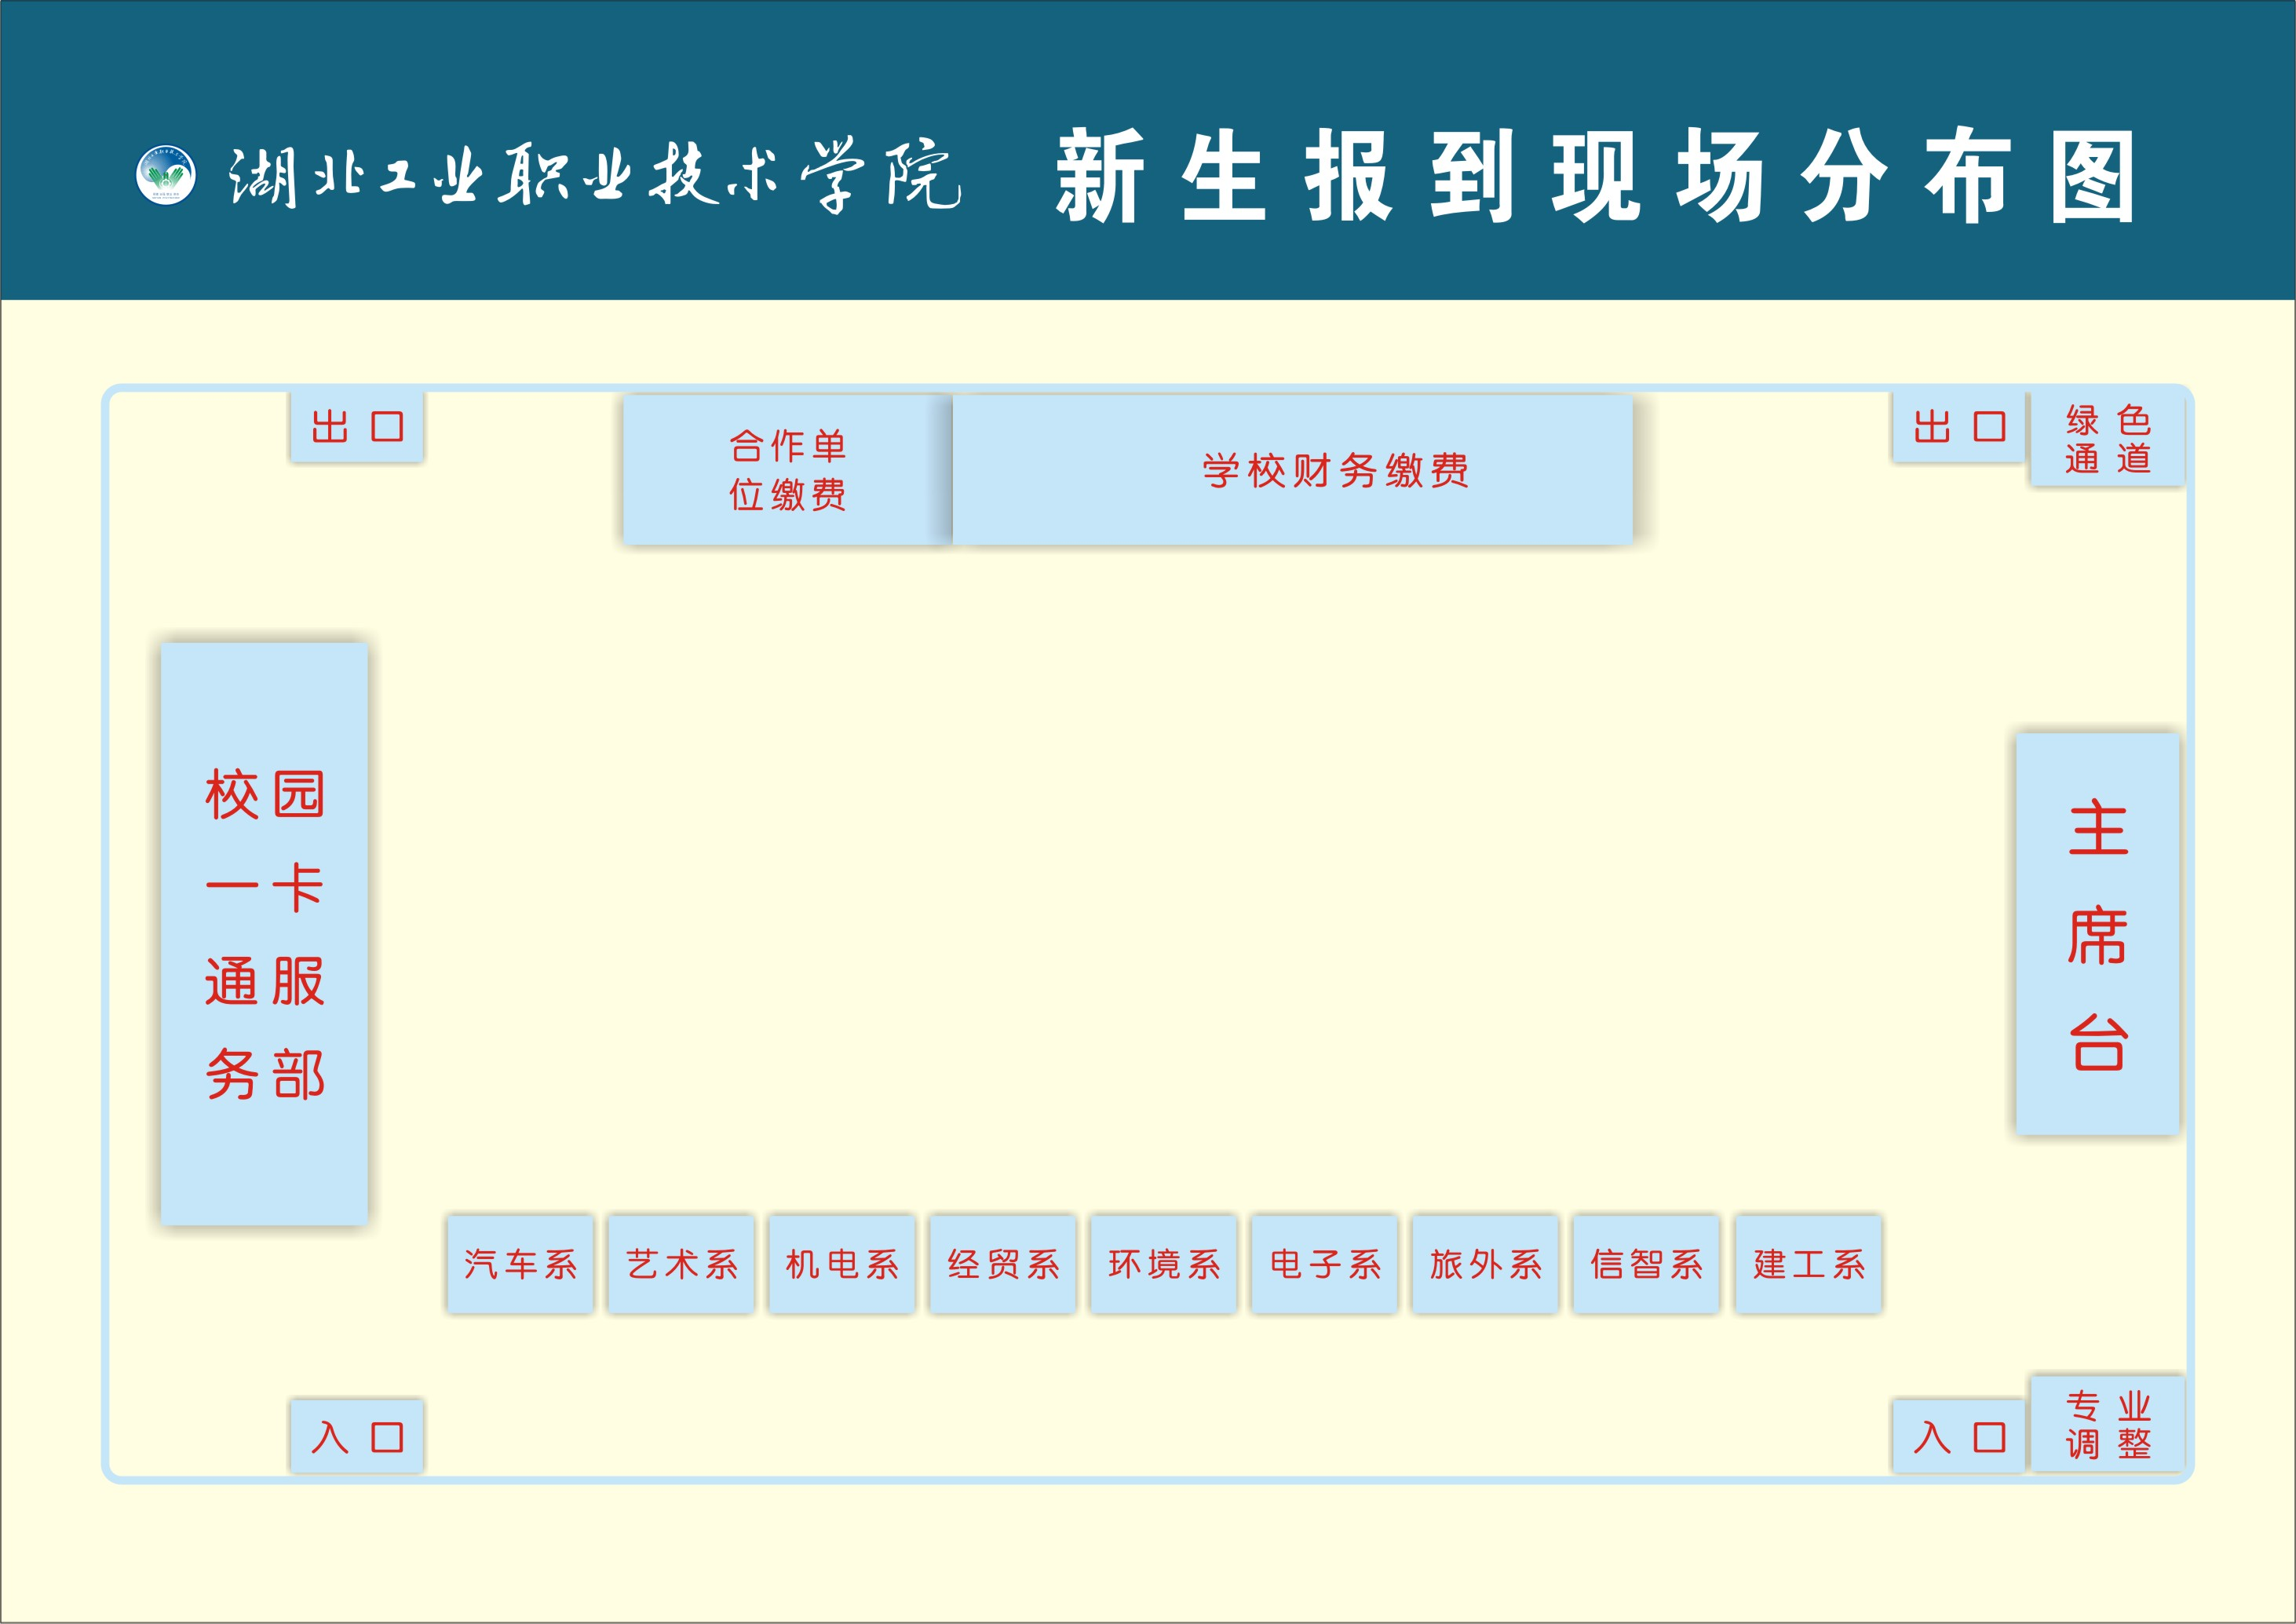 湖北工业职业技术学院 新生报到现场分布图
出口
合作单
位缴费
学校财务缴费
出口
绿色
通道
校园
一卡
通服
务部
主
席
台
汽车系
艺术系
机电系
经贸系
环境系
电子系
旅外系
信智系
建工系
入口
入口
专业
调整